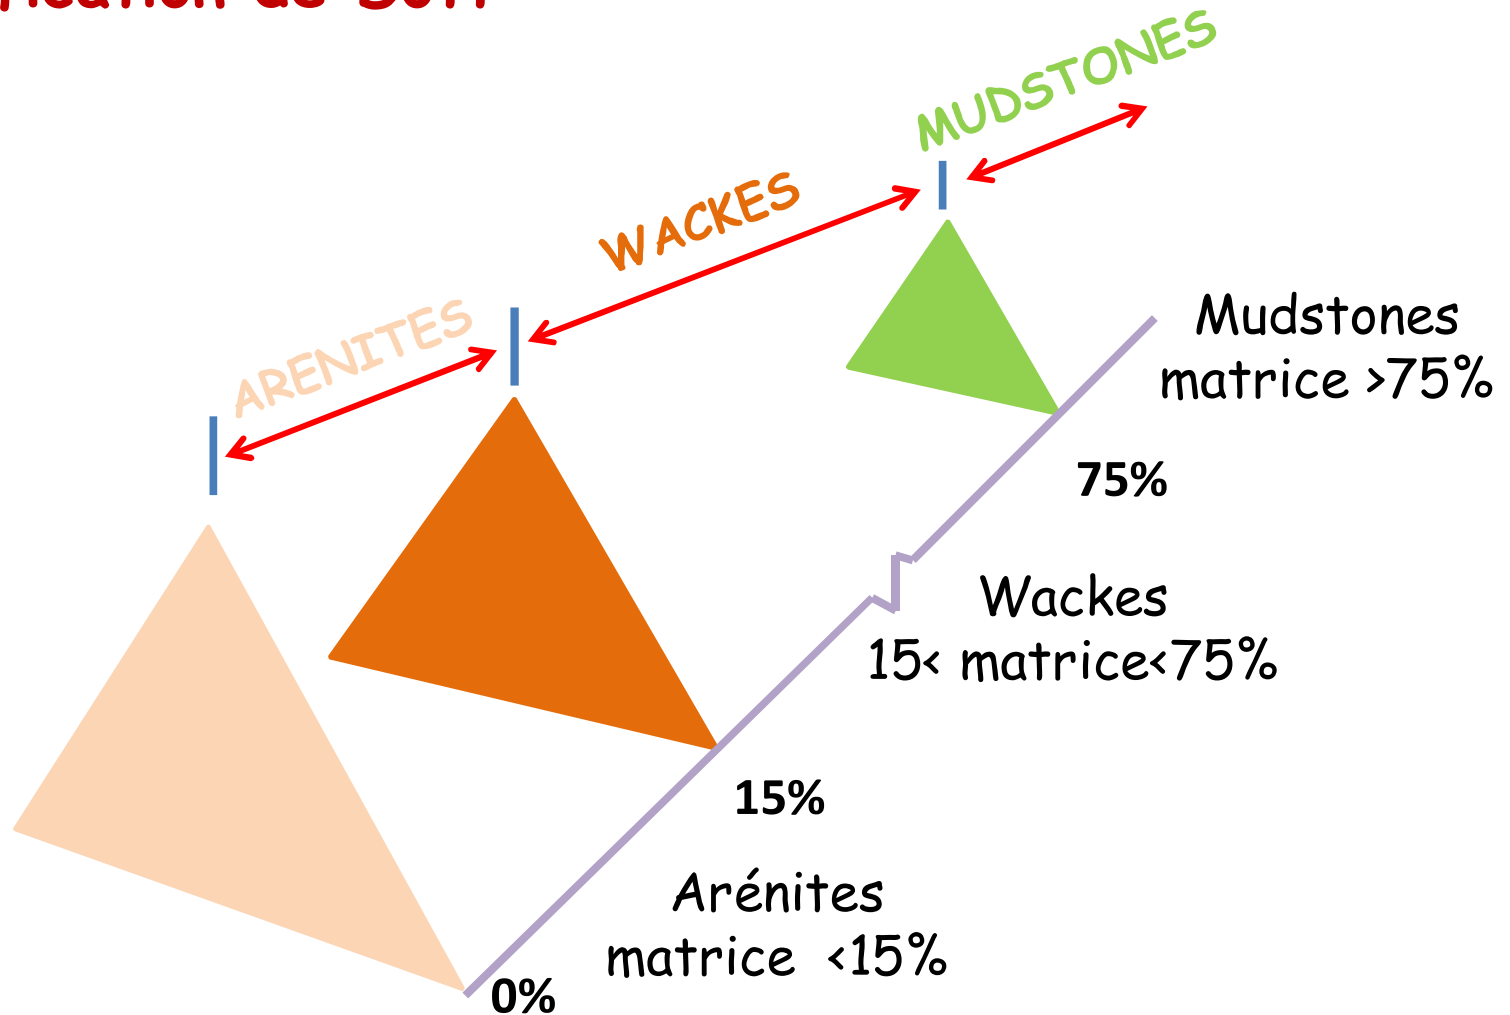 MUDSTONES
WACKES
ARENITES
Mudstones
matrice >75%
75%
Wackes
15< matrice<75%
15%
Arénites
matrice <15%
0%